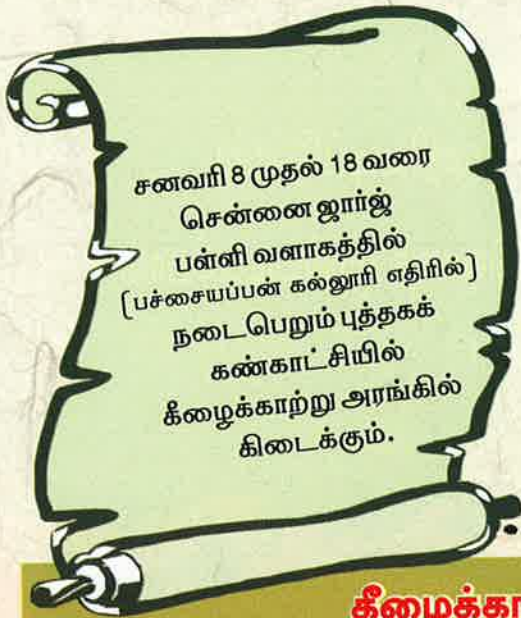 சனவரி 8 முதல் 18 வரை
சென்னை ஜார்ஜ்
பள்ளி வளாகத்தில்
(பச்சையப்பன் கல்லூரி எதிரில்)
நடைபெறும் புத்தகக்
கண்காட்சியில்
கீழைக்காற்று அரங்கில்
கிடைக்கும்.